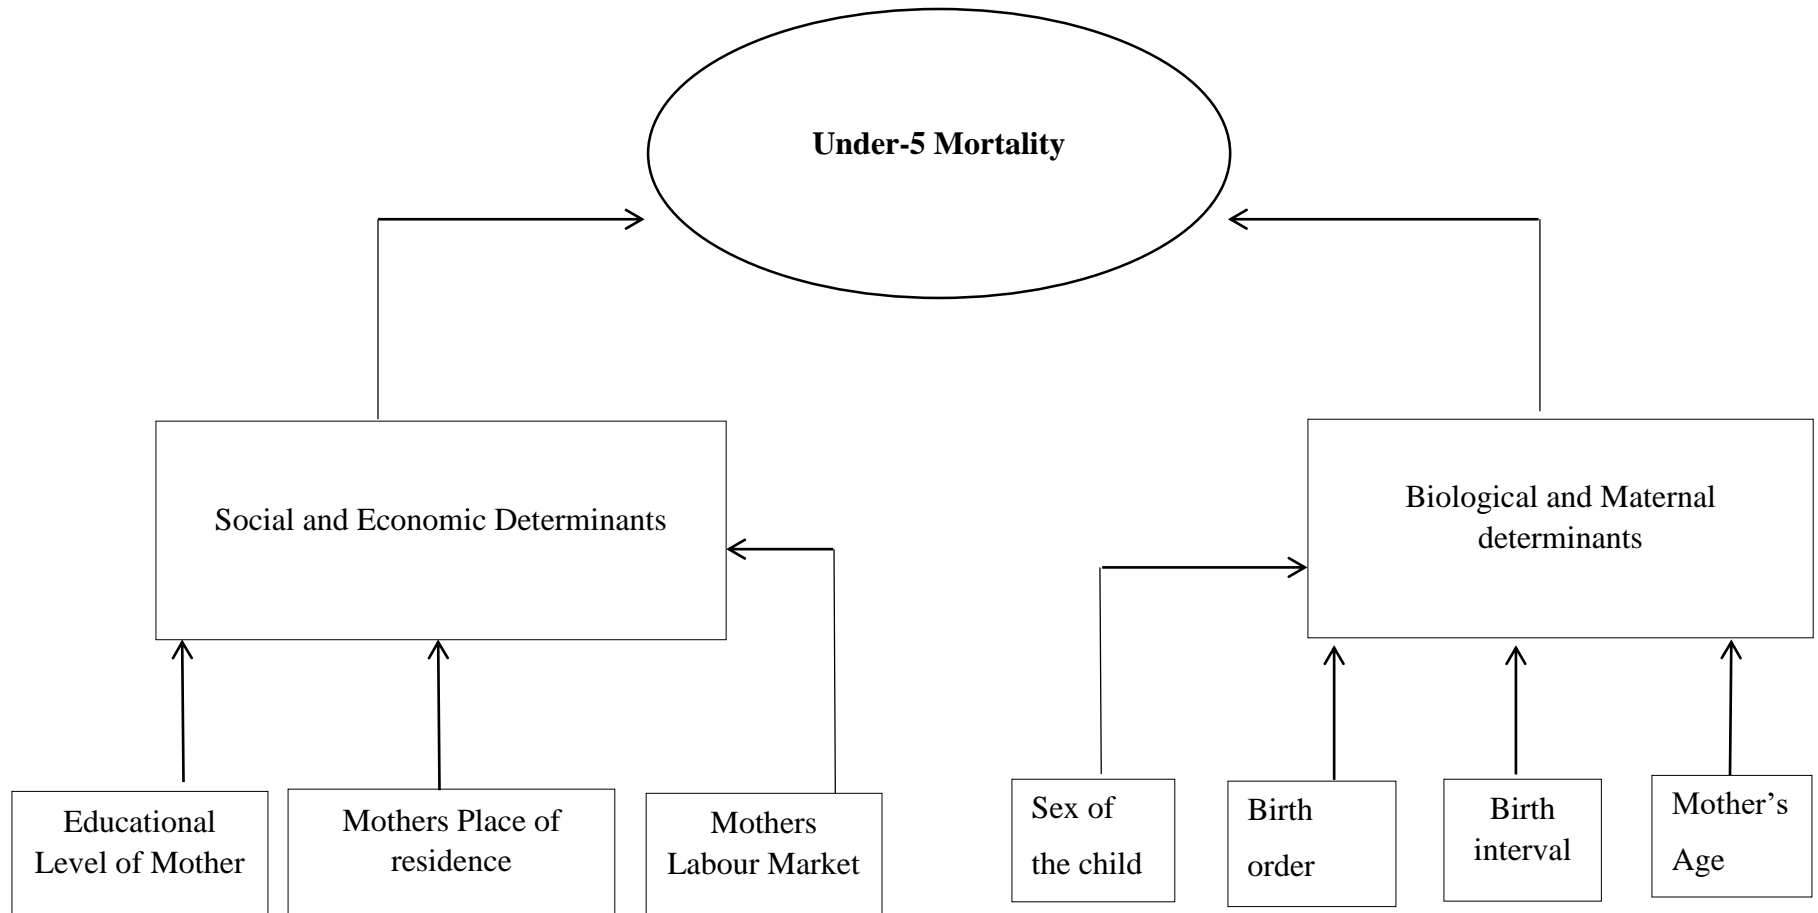 Under-5 Mortality
Social and Economic Determinants
Biological and Maternal
determinants
Educational
Level of Mother
Mothers Place of
residence
Mothers
Labour Market
Sex of
the child
Birth
order
Birth
interval
Mother’s
Age